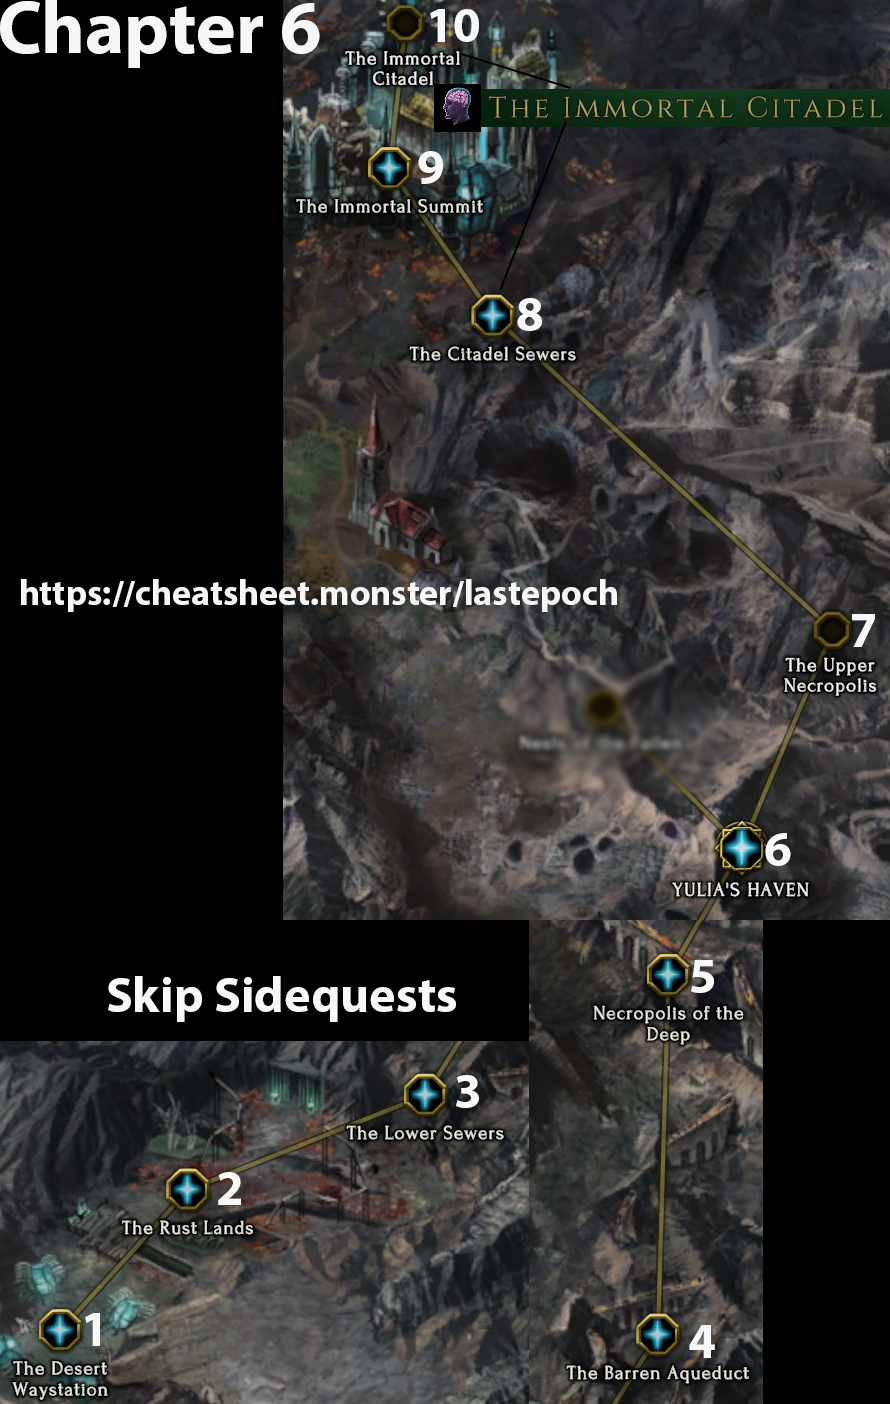 Chapter 6
10
The Immortal
Citadel
THE IMMORTAL CITADEL
9
The Immortal Summit
8
The Citadel Sewers
https://cheatsheet.monster/lastepoch
7
The Upper
Necropolis
6
YULIA'S HAVEN
5
Necropolis of the
Deep
Skip Sidequests
3
The Lower Sewers
2
The Rust Lands
1
The Desert
Waystation
4
The Barren Aqueduct